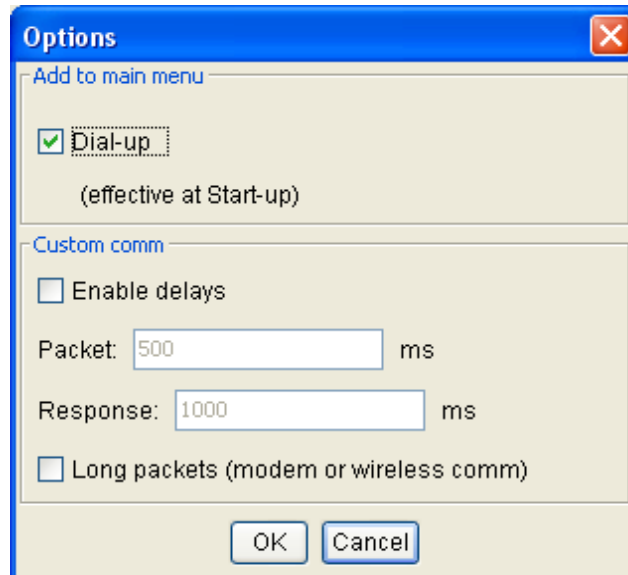 Options
Add to main menu
Dial-up
(effective at Start-up)
Custom comm
Enable delays
Packet: 500 ms
Response: 1000 ms
Long packets (modem or wireless comm)
OK Cancel